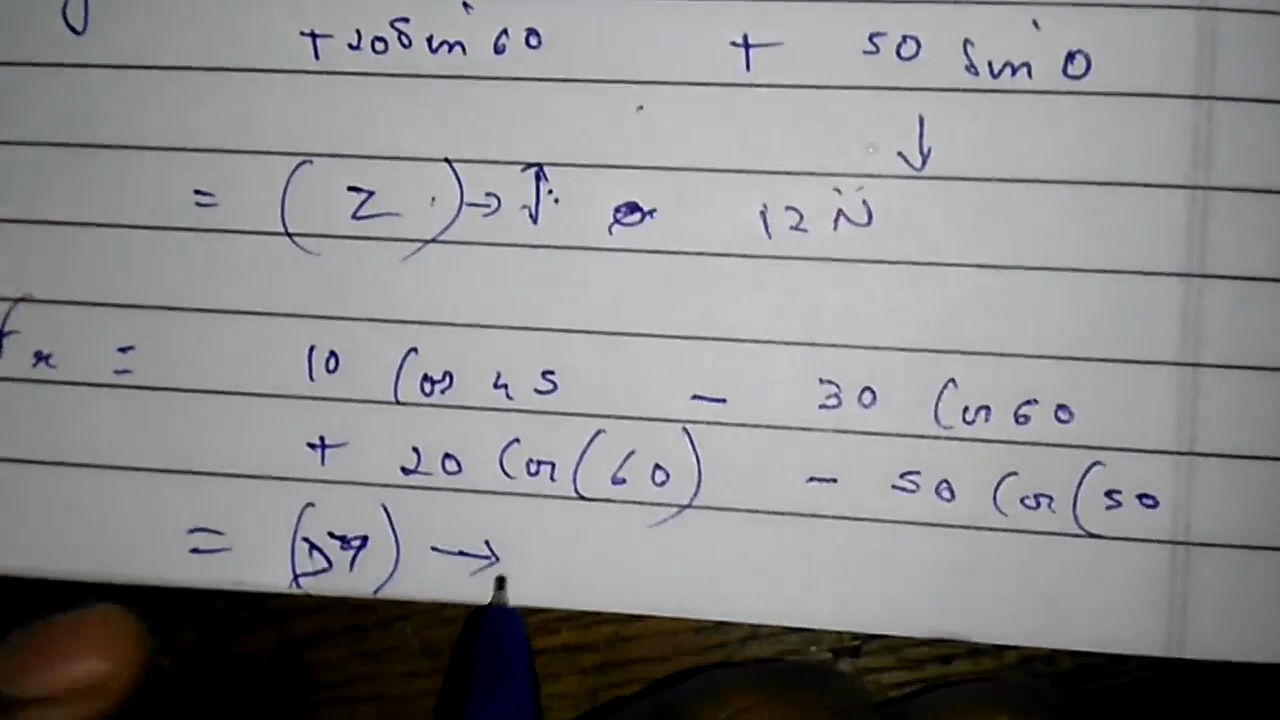 +20 Sin 60 + 50 Sin 0
↓
= ( Z ) → 12 N
fx = 10 Cos 45 - 30 Cos 60
+ 20 Cos (60) - 50 Cos (50
= ( ) →